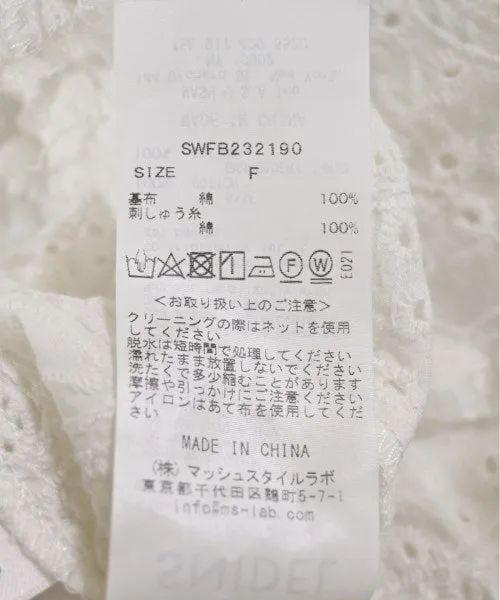 SWFB232190
SIZE F
基布 綿 100%
刺しゅう糸
綿 100%
F W E021
<お取り扱い上のご注意>
クリーニングの際はネットを使用
してください
脱水は短時間で処理してください
濡れたまま放置しないでください
洗たくで多少縮むことがあります
摩擦や引っかけにご注意ください
アイロンはあて布を使用してくだ
さい
MADE IN CHINA
(株)マッシュスタイルラボ
東京都千代田区麹町5-7-1
info@ms-lab.com
SNIDEL